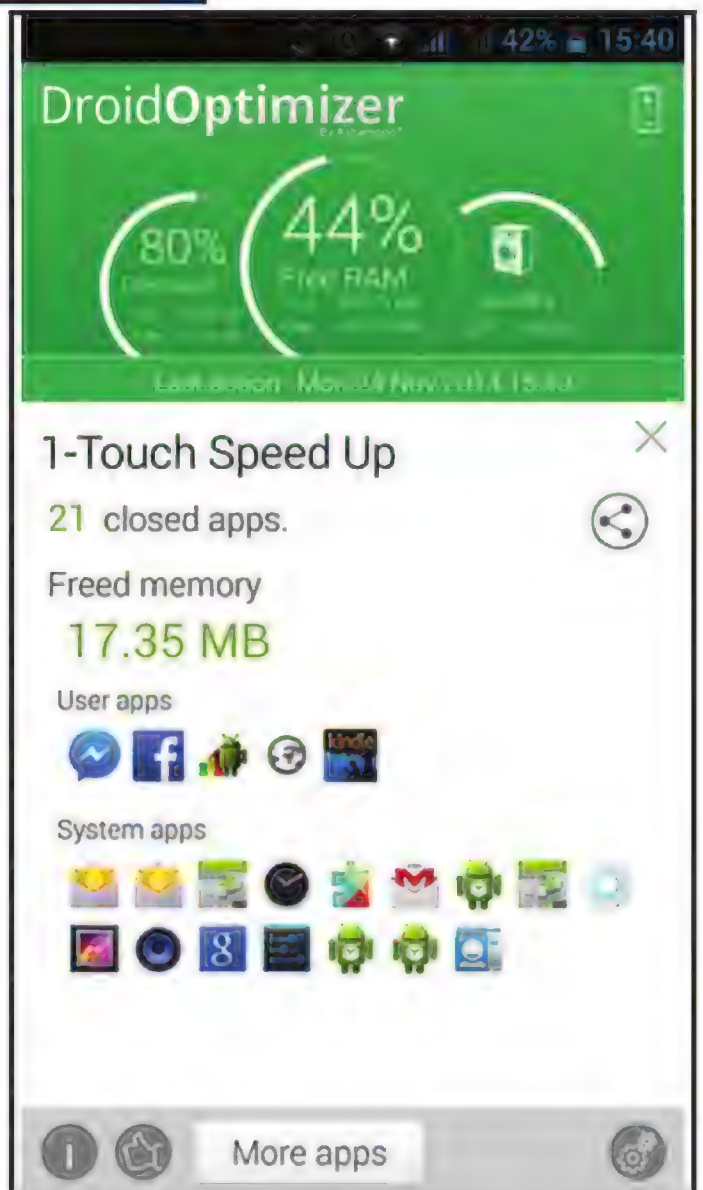 42% 15:40
DroidOptimizer
80%
44%
Free RAM
1-Touch Speed Up
21 closed apps.
Freed memory
17.35 MB
User apps
kindle
System apps
More apps